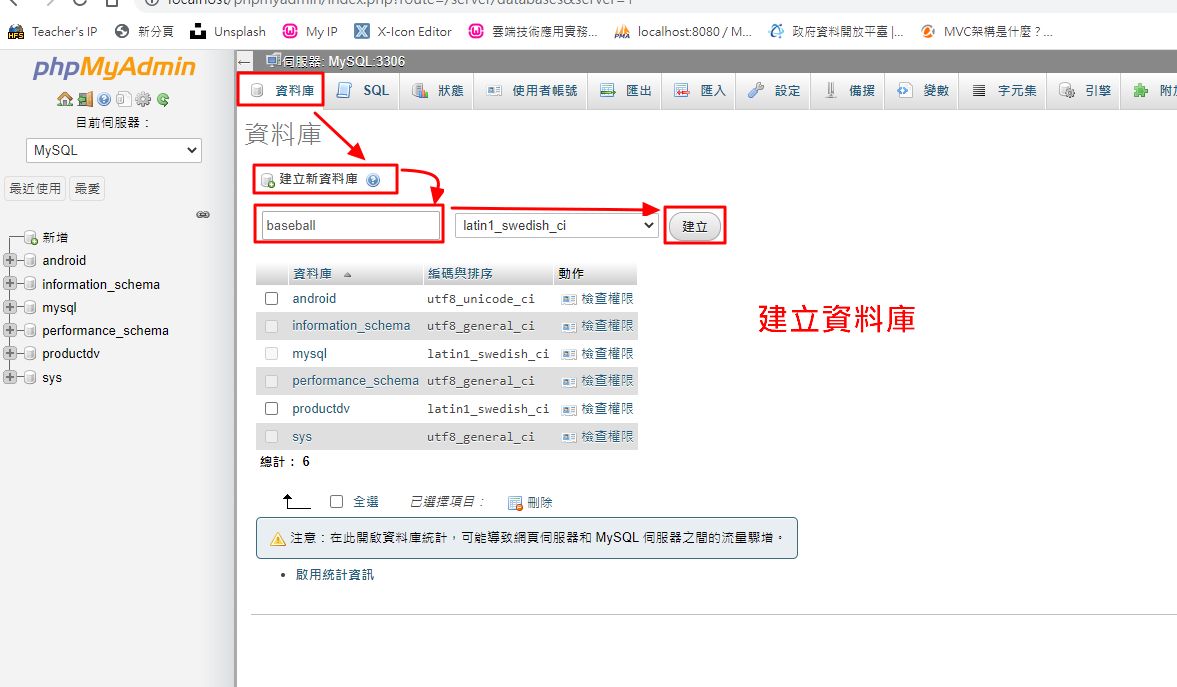 localhost/phpmyadmin/index.php?route=/server/databases&server=1
Teacher's IP 新分頁 Unsplash My IP X-Icon Editor 雲端技術應用實務... localhost:8080 / M... 政府資料開放平臺 |... MVC架構是什麼？...
phpMyAdmin
目前伺服器：
MySQL
最近使用 最愛
新增
android
information_schema
mysql
performance_schema
productdv
sys
伺服器: MySQL:3306
資料庫 SQL 狀態 使用者帳號 匯出 匯入 設定 備援 變數 字元集 引擎 附加
資料庫
建立新資料庫
baseball latin1_swedish_ci 建立
資料庫 編碼與排序 動作
android utf8_unicode_ci 檢查權限
information_schema utf8_general_ci 檢查權限
mysql latin1_swedish_ci 檢查權限
performance_schema utf8_general_ci 檢查權限
productdv latin1_swedish_ci 檢查權限
sys utf8_general_ci 檢查權限
總計： 6
建立資料庫
全選 已選擇項目： 刪除
注意：在此開啟資料庫統計，可能導致網頁伺服器和 MySQL 伺服器之間的流量驟增。
• 啟用統計資訊